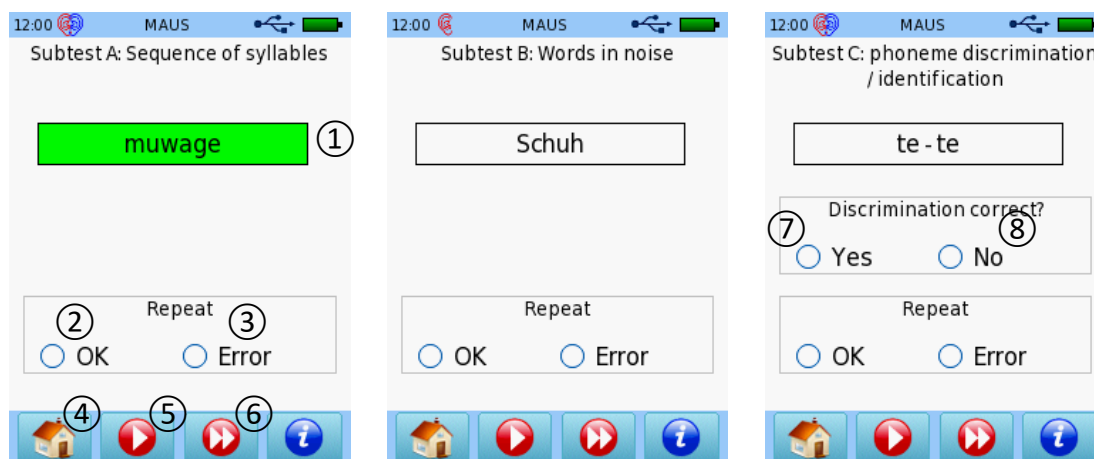 12:00 MAUS
Subtest A: Sequence of syllables
muwage
①
Repeat
② ③
OK Error
④ ⑤ ⑥
i
12:00 MAUS
Subtest B: Words in noise
Schuh
Repeat
OK Error
i
12:00 MAUS
Subtest C: phoneme discrimination
/ identification
te - te
Discrimination correct?
⑦ ⑧
Yes No
Repeat
OK Error
i